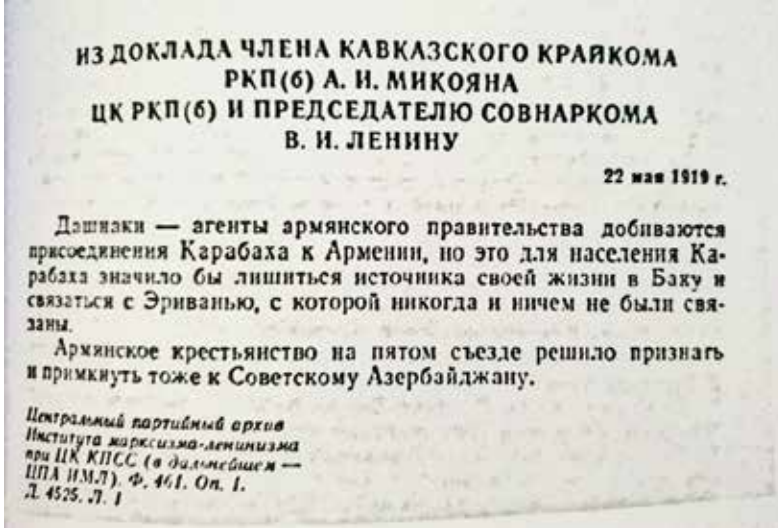 ИЗ ДОКЛАДА ЧЛЕНА КАВКАЗСКОГО КРАЙКОМА
РКП(б) А. И. МИКОЯНА
ЦК РКП(б) И ПРЕДСЕДАТЕЛЮ СОВНАРКОМА
В. И. ЛЕНИНУ
22 мая 1919 г.
Дашнаки — агенты армянского правительства добиваются
присоединения Карабаха к Армении, но это для населения Ка-
рабаха значило бы лишиться источника своей жизни в Баку и
связаться с Эриванью, с которой никогда и ничем не были свя-
заны.
Армянское крестьянство на пятом съезде решило признать
и примкнуть тоже к Советскому Азербайджану.
Центральный партийный архив
Института марксизма-ленинизма
при ЦК КПСС (в дальнейшем —
ЦПА ИМЛ). Ф. 461. Оп. 1.
Д. 4525. Л. 1